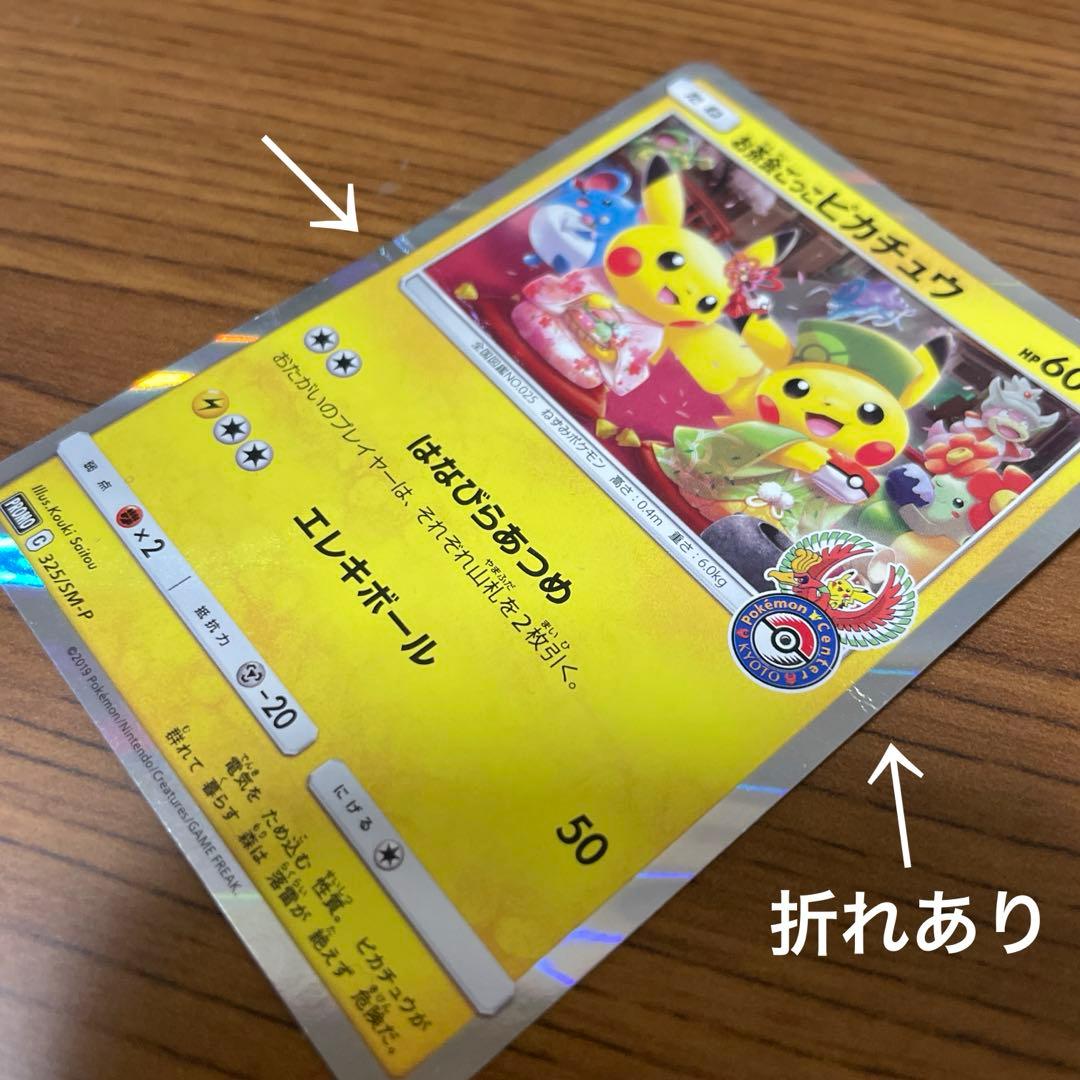 たね
お茶会ごっこピカチュウ
HP60
全国図鑑NO.025 ねずみポケモン 高さ:0.4m 重さ:6.0kg
Pokémon Center
KYOTO
はなびらあつめ
おたがいのプレイヤーは、それぞれ山札を2枚引く。
エレキボール
50
弱点
×2
抵抗力
-20
にげる
Illus.Kouki Saitou
PROMO C 325/SM-P
©2019 Pokémon/Nintendo/Creatures/GAME FREAK.
電気を ため込む 性質。 ピカチュウが
群れて 暮らす 森は 落雷が 絶えず 危険だ。
折れあり